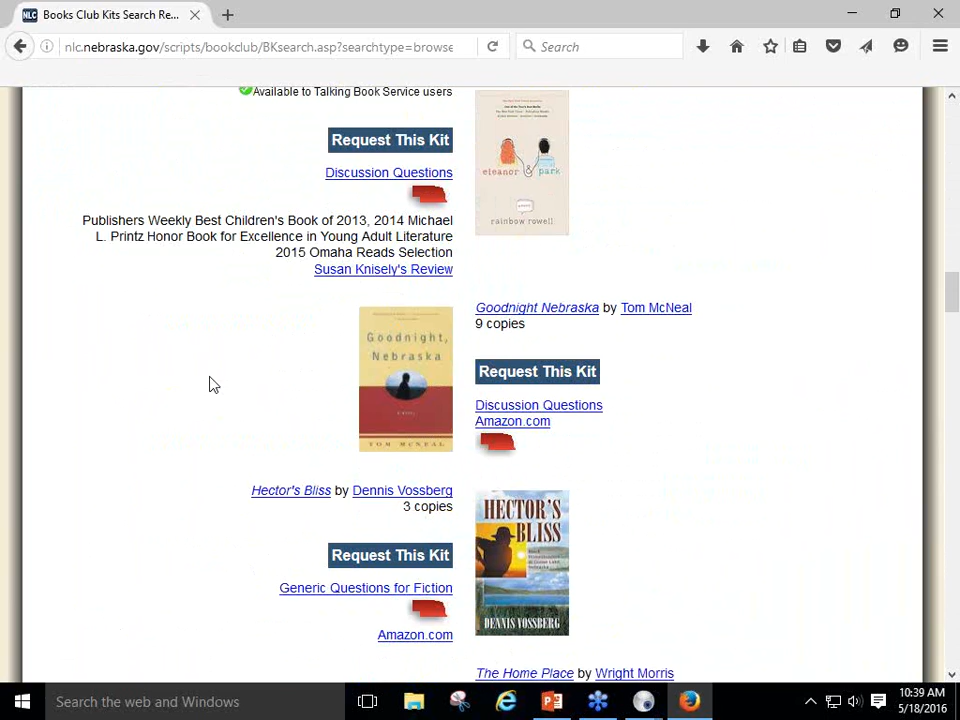 NLC Books Club Kits Search Re...
nlc.nebraska.gov/scripts/bookclub/BKsearch.asp?searchtype=browse
Search
Available to Talking Book Service users
Request This Kit
Discussion Questions
Publishers Weekly Best Children's Book of 2013, 2014 Michael
L. Printz Honor Book for Excellence in Young Adult Literature
2015 Omaha Reads Selection
Susan Knisely's Review
eleanor & park
rainbow rowell
Goodnight,
Nebraska
TOM MCNEAL
Goodnight Nebraska by Tom McNeal
9 copies
Request This Kit
Discussion Questions
Amazon.com
Hector's Bliss by Dennis Vossberg
3 copies
Request This Kit
Generic Questions for Fiction
Amazon.com
HECTOR'S
BLISS
DENNIS VOSSBERG
The Home Place by Wright Morris
Search the web and Windows
10:39 AM
5/18/2016